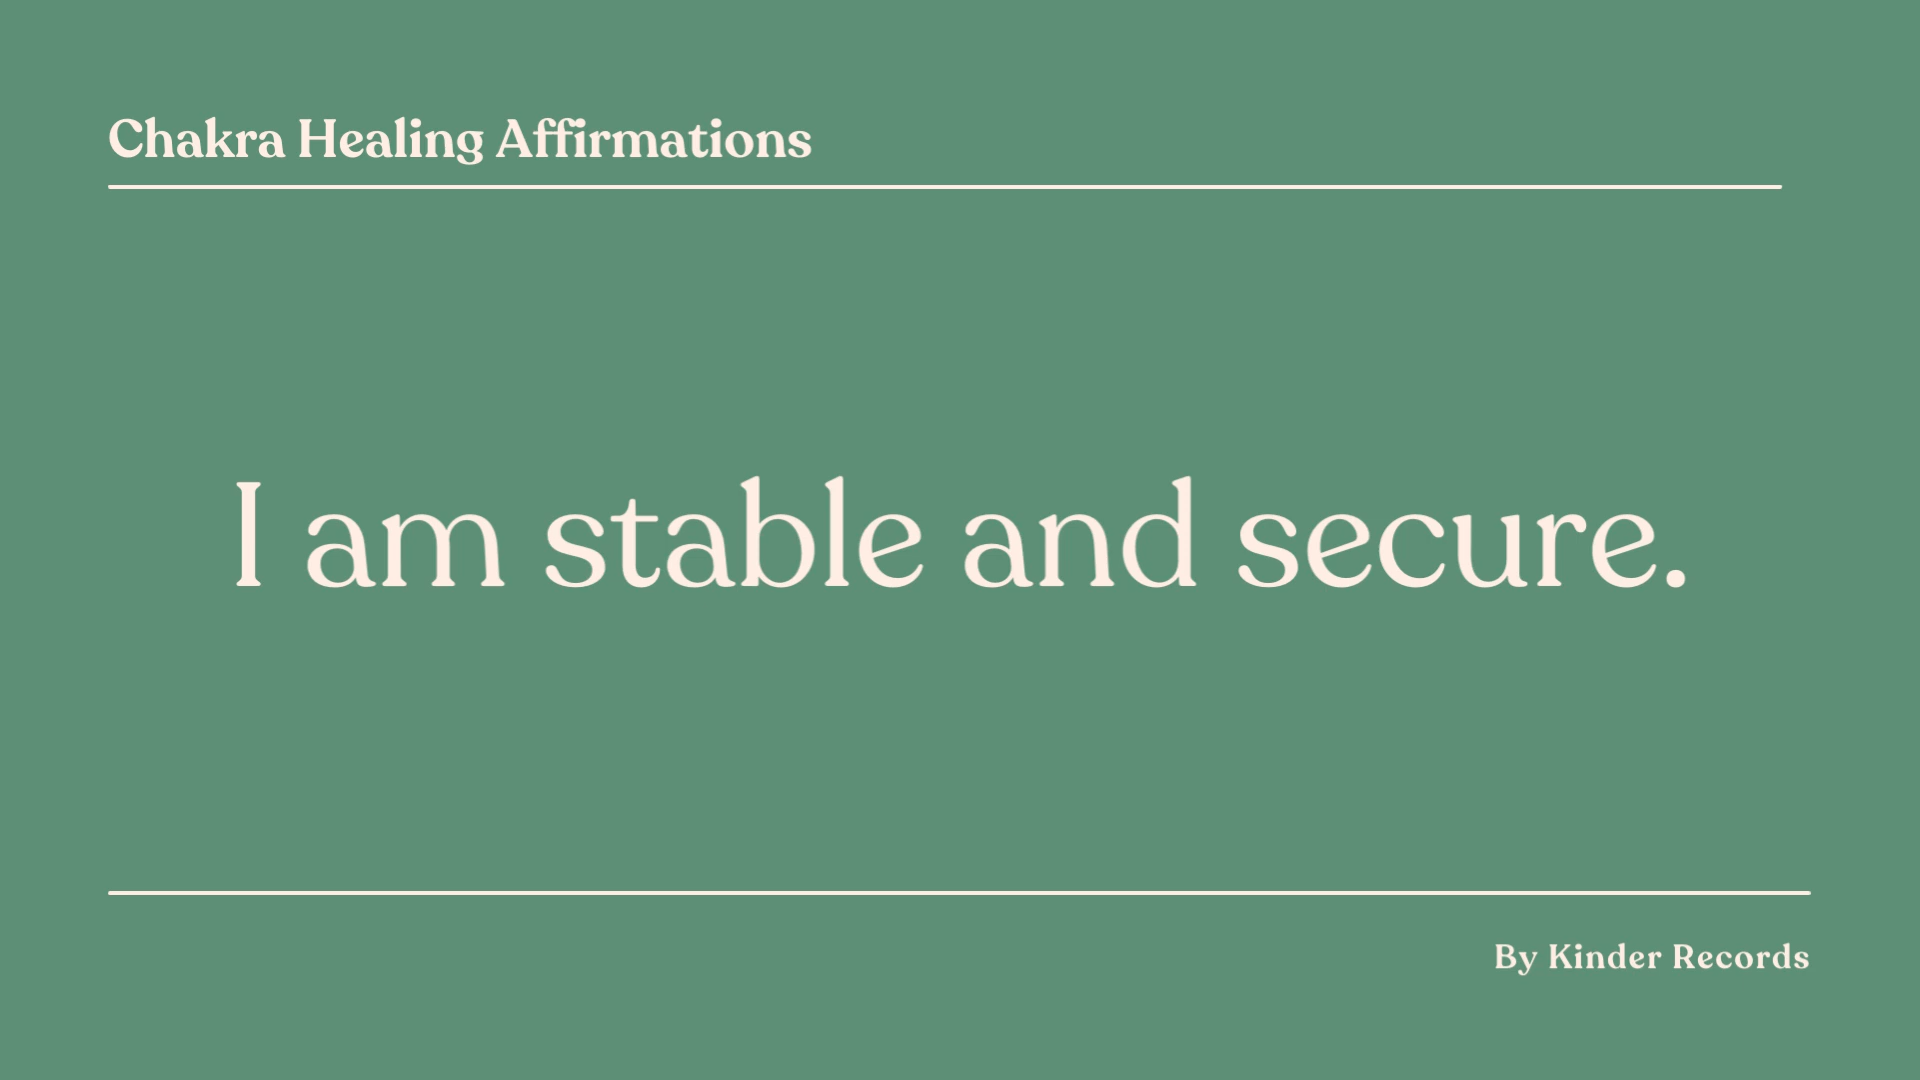 Chakra Healing Affirmations
I am stable and secure.
By Kinder Records